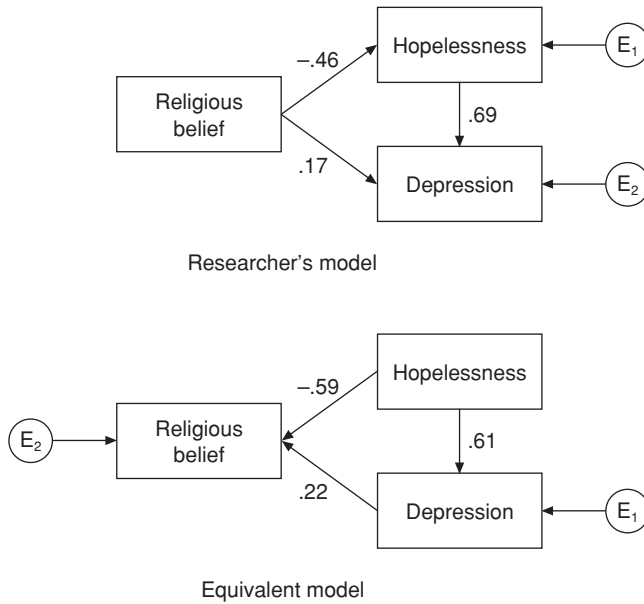 Hopelessness
E₁
–.46
Religious
belief
.69
.17
Depression
E₂
Researcher's model
Hopelessness
–.59
E₂
Religious
belief
.61
.22
Depression
E₁
Equivalent model